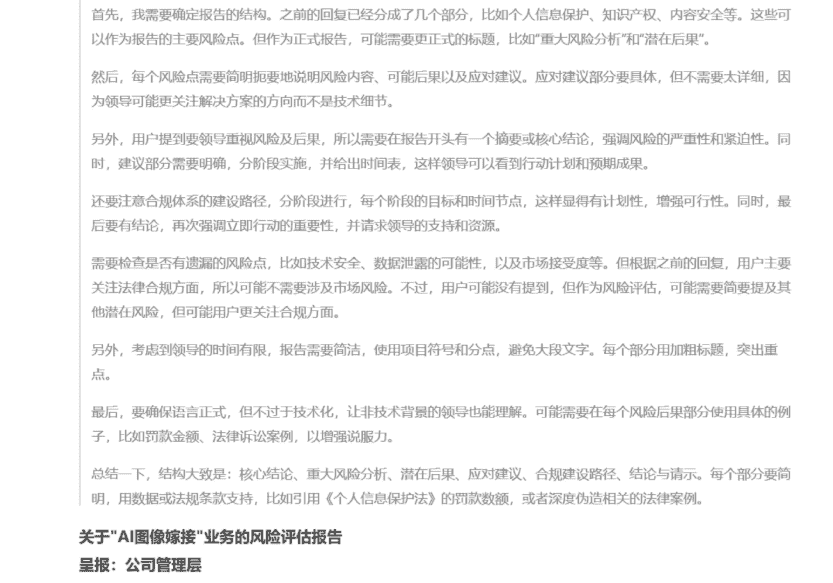 首先，我需要确定报告的结构。之前的回复已经分成了几个部分，比如个人信息保护、知识产权、内容安全等。这些可
以作为报告的主要风险点。但作为正式报告，可能需要更正式的标题，比如“重大风险分析”和“潜在后果”。
然后，每个风险点需要简明扼要地说明风险内容、可能后果以及应对建议。应对建议部分要具体，但不需要太详细，因
为领导可能更关注解决方案的方向而不是技术细节。
另外，用户提到要领导重视风险及后果，所以需要在报告开头有一个摘要或核心结论，强调风险的严重性和紧迫性。同
时，建议部分需要明确，分阶段实施，并给出时间表，这样领导可以看到行动计划和预期成果。
还要注意合规体系的建设路径，分阶段进行，每个阶段的目标和时间节点，这样显得有计划性，增强可行性。同时，最
后要有结论，再次强调立即行动的重要性，并请求领导的支持和资源。
需要检查是否有遗漏的风险点，比如技术安全、数据泄露的可能性，以及市场接受度等。但根据之前的回复，用户主要
关注法律合规方面，所以可能不需要涉及市场风险。不过，用户可能没有提到，但作为风险评估，可能需要简要提及其
他潜在风险，但可能用户更关注合规方面。
另外，考虑到领导的时间有限，报告需要简洁，使用项目符号和分点，避免大段文字。每个部分用加粗标题，突出重
点。
最后，要确保语言正式，但不过于技术化，让非技术背景的领导也能理解。可能需要在每个风险后果部分使用具体的例
子，比如罚款金额、法律诉讼案例，以增强说服力。
总结一下，结构大致是：核心结论、重大风险分析、潜在后果、应对建议、合规建设路径、结论与请示。每个部分要简
明，用数据或法规条款支持，比如引用《个人信息保护法》的罚款数额，或者深度伪造相关的法律案例。
关于"AI图像嫁接"业务的风险评估报告
呈报：公司管理层